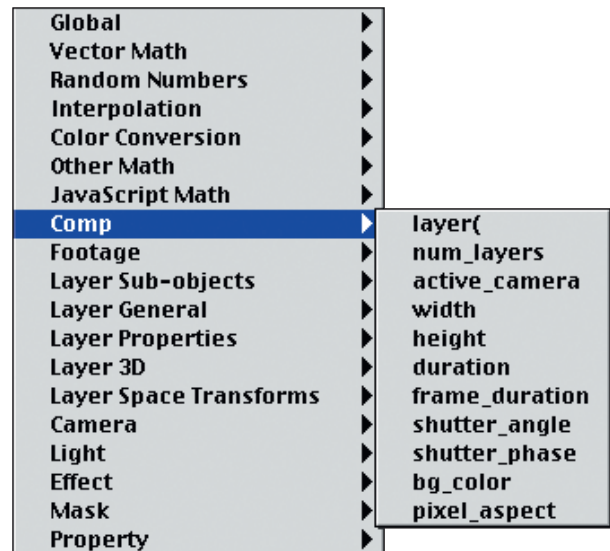 Global
Vector Math
Random Numbers
Interpolation
Color Conversion
Other Math
JavaScript Math
Comp
Footage
Layer Sub-objects
Layer General
Layer Properties
Layer 3D
Layer Space Transforms
Camera
Light
Effect
Mask
Property
layer(
num_layers
active_camera
width
height
duration
frame_duration
shutter_angle
shutter_phase
bg_color
pixel_aspect